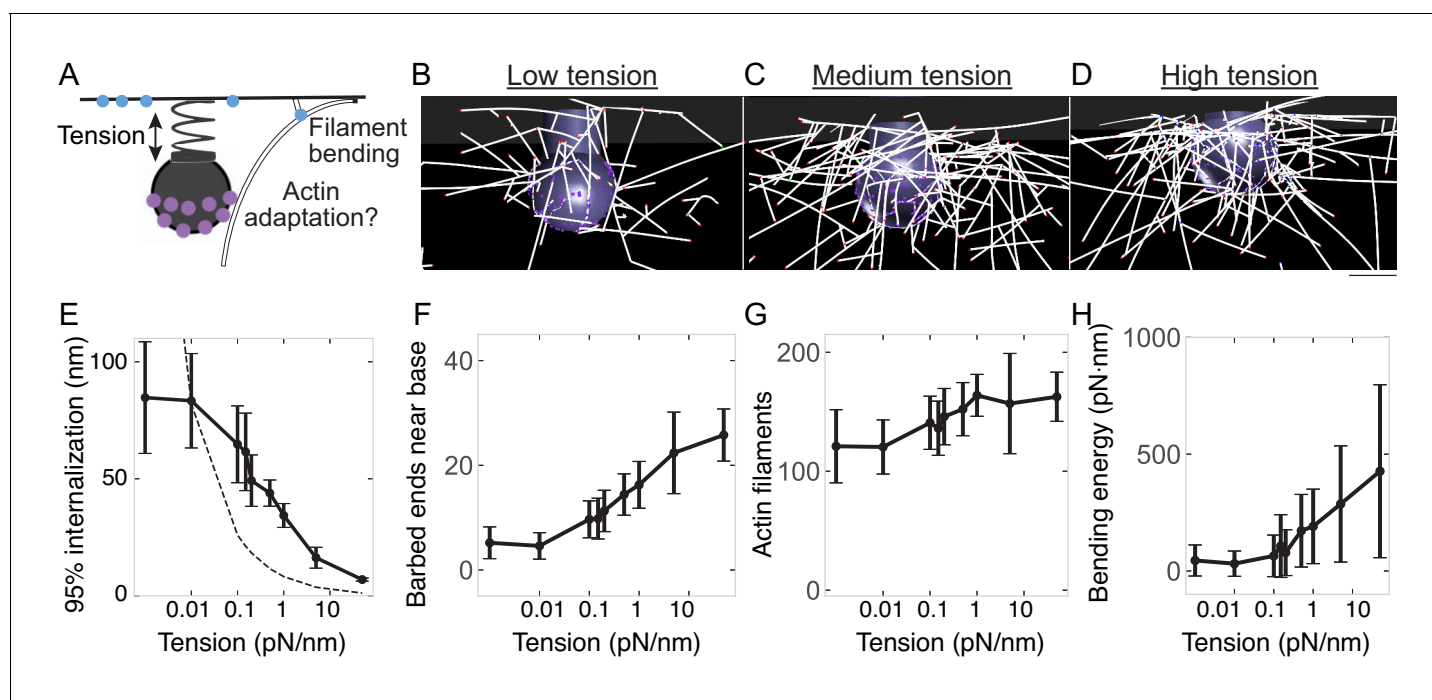 A
Tension
Filament
bending
Actin
adaptation?
B
Low tension
C
Medium tension
D
High tension
E
95% internalization (nm)
100
50
0
0.01 0.1 1 10
Tension (pN/nm)
F
Barbed ends near base
40
20
0
0.01 0.1 1 10
Tension (pN/nm)
G
Actin filaments
200
100
0
0.01 0.1 1 10
Tension (pN/nm)
H
Bending energy (pN·nm)
1000
500
0
0.01 0.1 1 10
Tension (pN/nm)